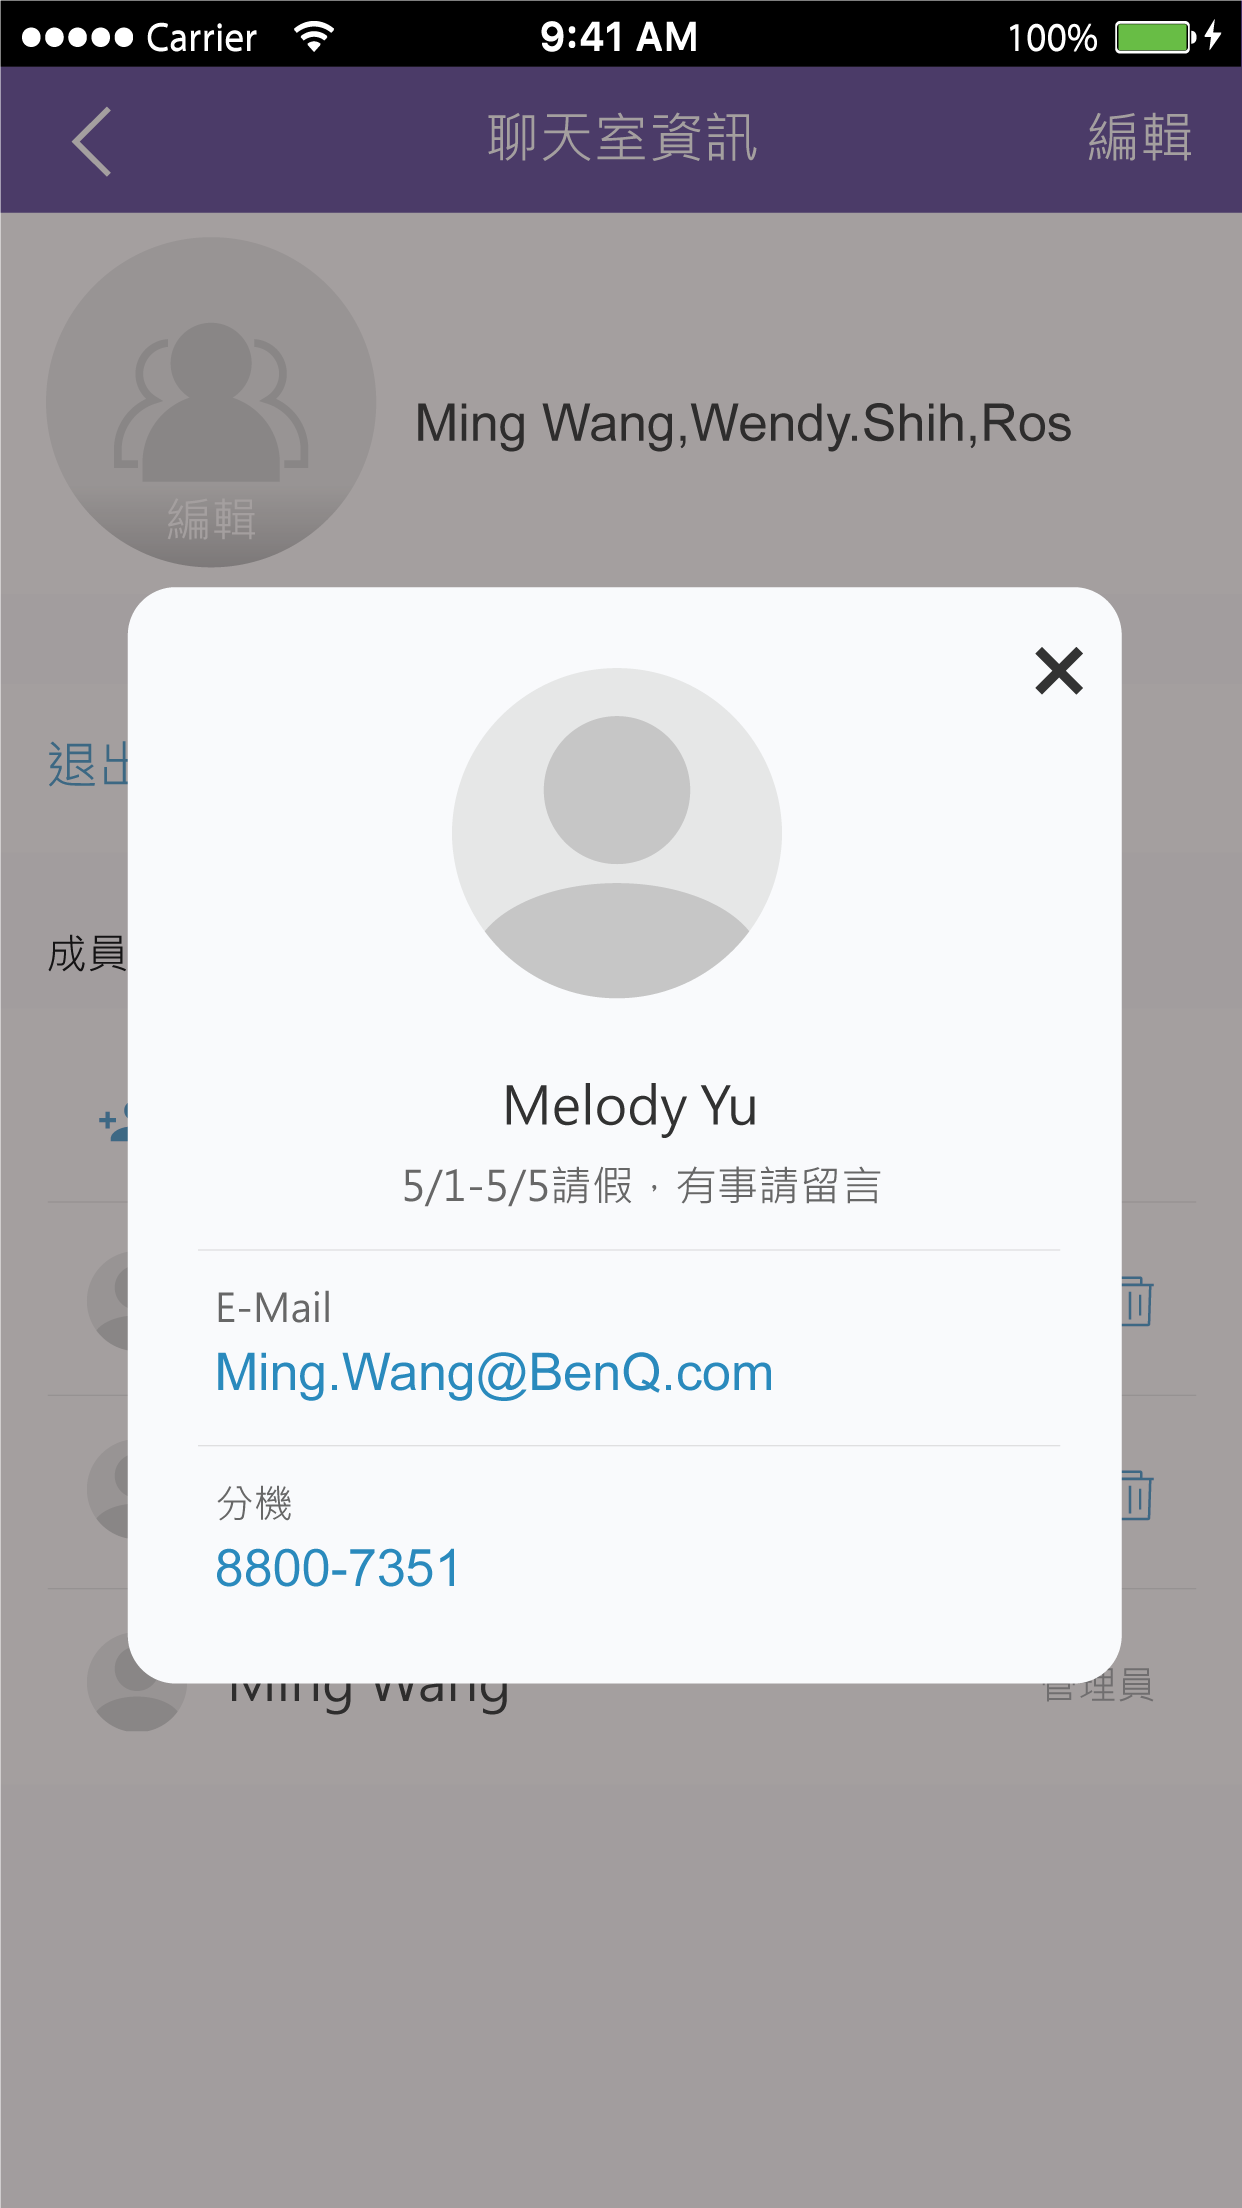 Carrier 9:41 AM 100%
聊天室資訊 編輯
Ming Wang,Wendy.Shih,Ros
編輯
退出
成員
Melody Yu
5/1-5/5請假，有事請留言
E-Mail
Ming.Wang@BenQ.com
分機
8800-7351
Ming Wang 管理員